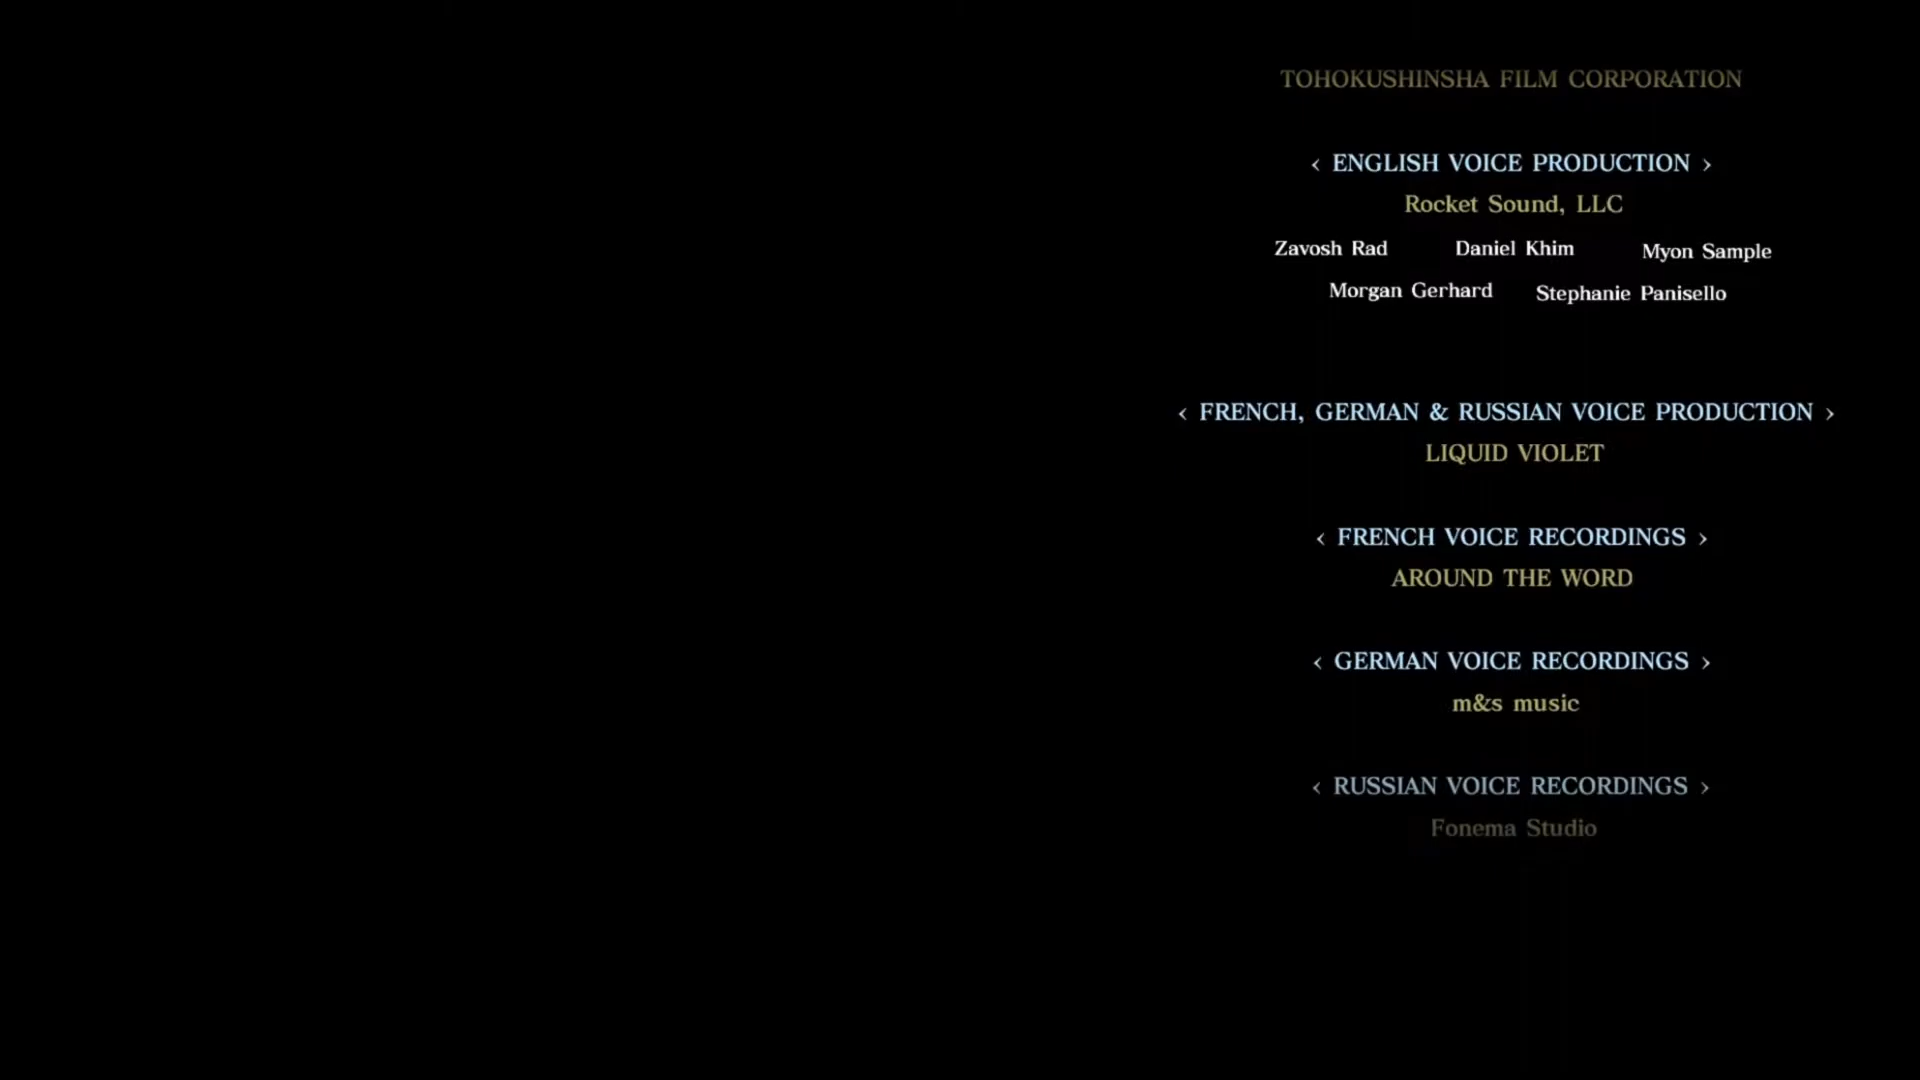 TOHOKUSHINSHA FILM CORPORATION
‹ ENGLISH VOICE PRODUCTION ›
Rocket Sound, LLC
Zavosh Rad Daniel Khim Myon Sample
Morgan Gerhard Stephanie Panisello
‹ FRENCH, GERMAN & RUSSIAN VOICE PRODUCTION ›
LIQUID VIOLET
‹ FRENCH VOICE RECORDINGS ›
AROUND THE WORD
‹ GERMAN VOICE RECORDINGS ›
m&s music
‹ RUSSIAN VOICE RECORDINGS ›
Fonema Studio